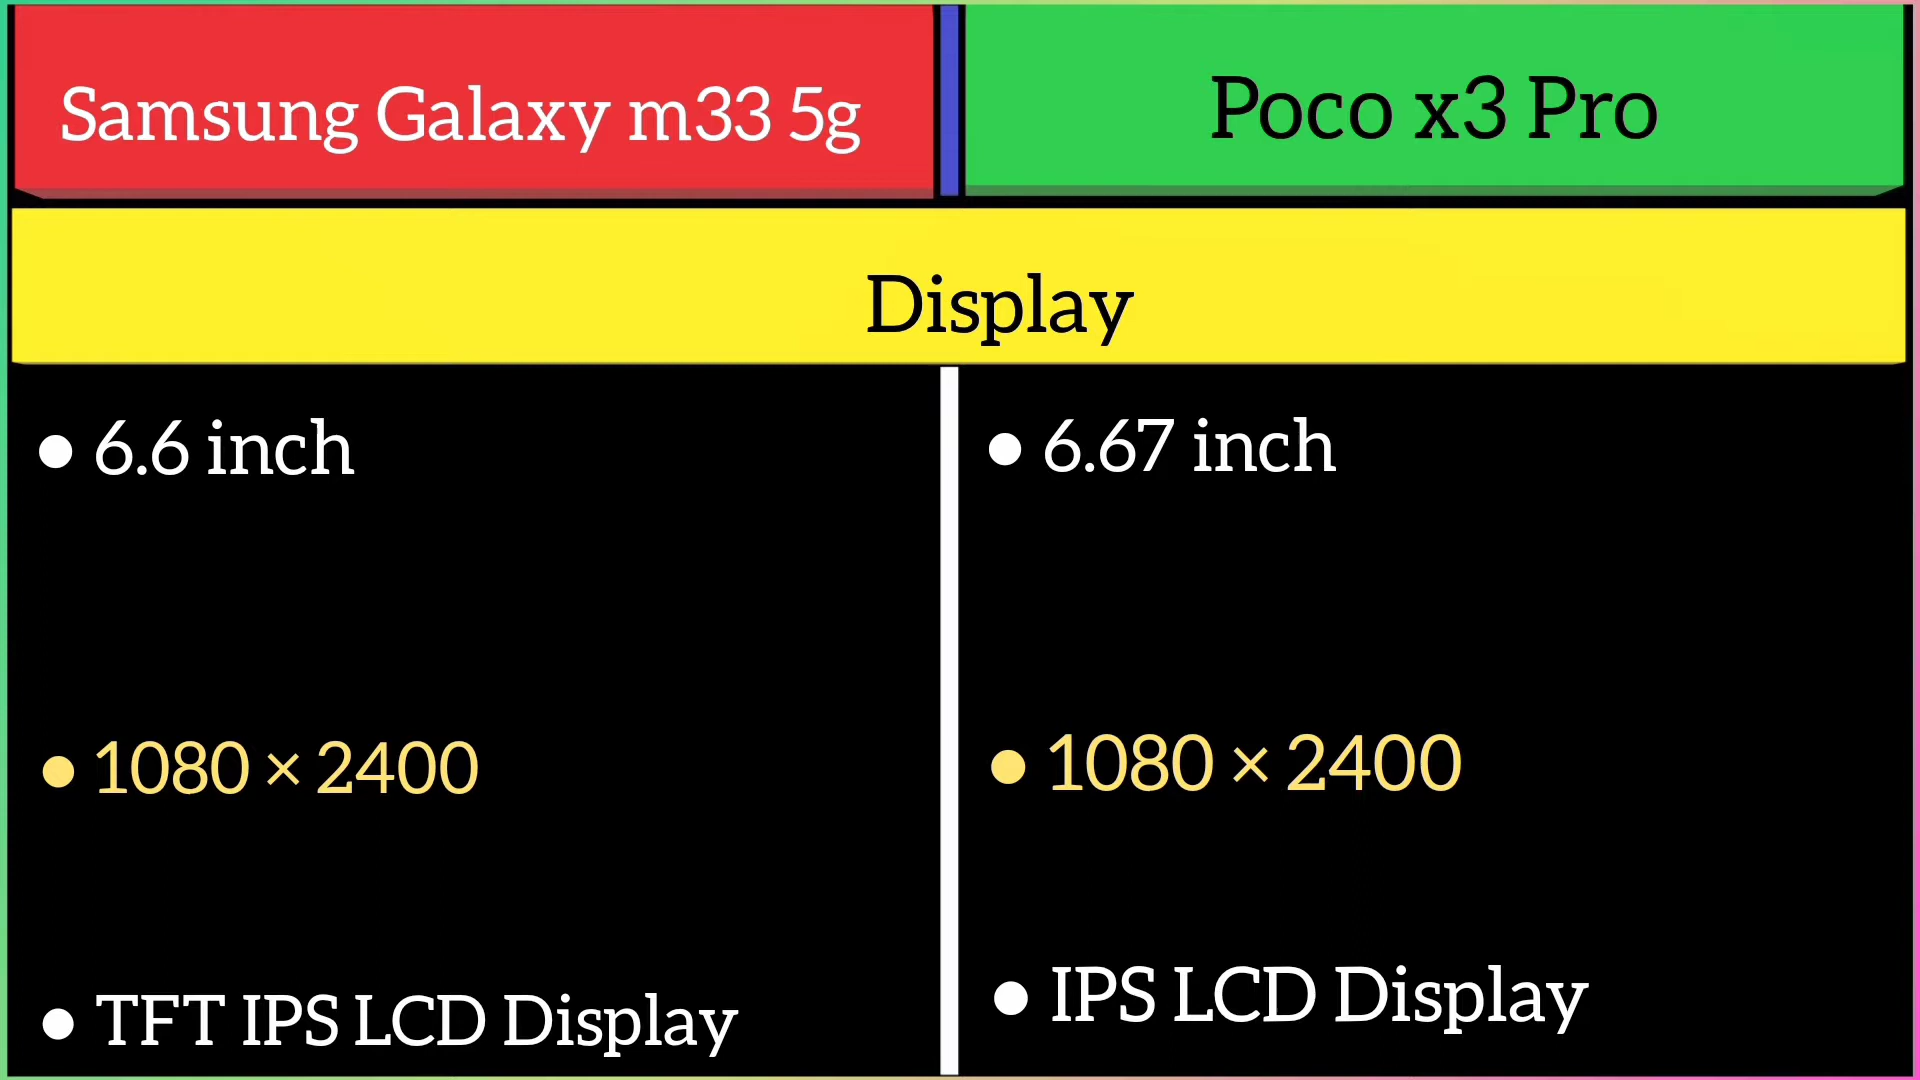 Samsung Galaxy m33 5g
Poco x3 Pro
Display
• 6.6 inch
• 6.67 inch
• 1080 × 2400
• 1080 × 2400
• TFT IPS LCD Display
• IPS LCD Display